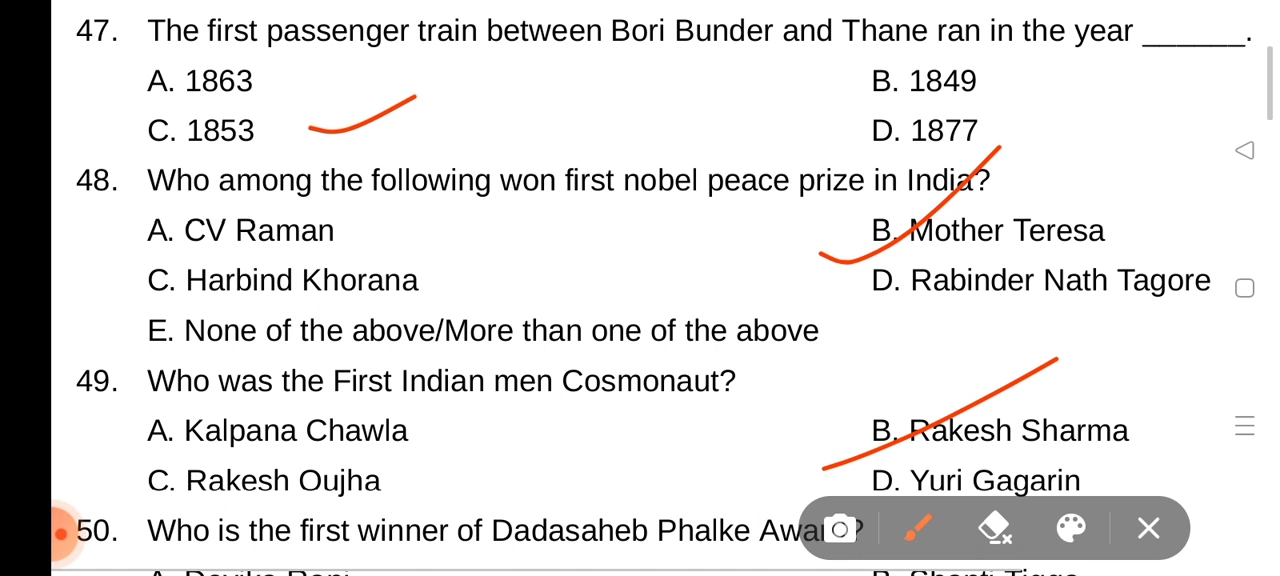 47. The first passenger train between Bori Bunder and Thane ran in the year ______.
A. 1863 B. 1849
C. 1853 D. 1877
48. Who among the following won first nobel peace prize in India?
A. CV Raman B. Mother Teresa
C. Harbind Khorana D. Rabinder Nath Tagore
E. None of the above/More than one of the above
49. Who was the First Indian men Cosmonaut?
A. Kalpana Chawla B. Rakesh Sharma
C. Rakesh Oujha D. Yuri Gagarin
50. Who is the first winner of Dadasaheb Phalke